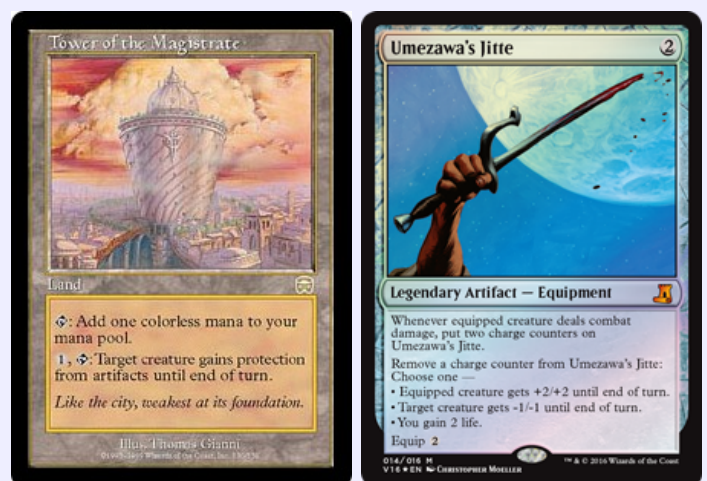 Tower of the Magistrate
Land
: Add one colorless mana to your
mana pool.
1, : Target creature gains protection
from artifacts until end of turn.
Like the city, weakest at its foundation.
Illus. Thomas Gianni
Umezawa's Jitte
2
Legendary Artifact — Equipment
Whenever equipped creature deals combat
damage, put two charge counters on
Umezawa's Jitte.
Remove a charge counter from Umezawa's Jitte:
Choose one —
• Equipped creature gets +2/+2 until end of turn.
• Target creature gets -1/-1 until end of turn.
• You gain 2 life.
Equip 2
014/016 M
V16 ★ EN Christopher Moeller
™ & © 2016 Wizards of the Coast